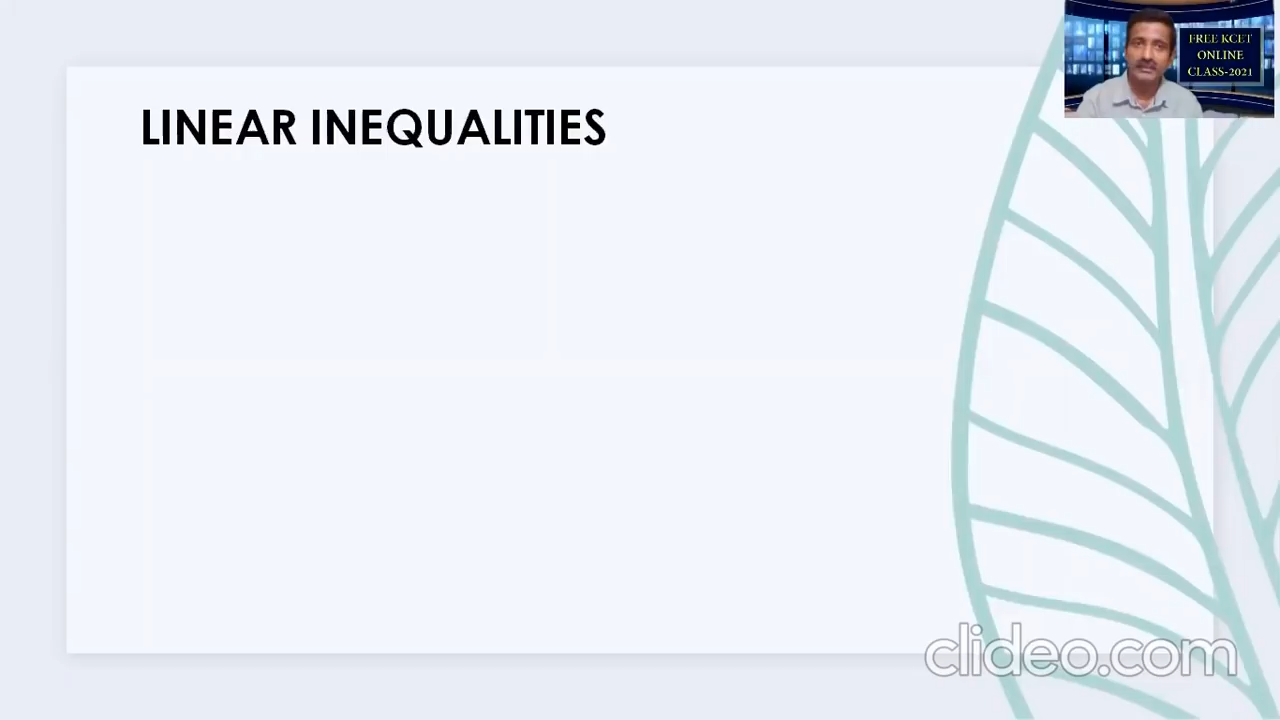 LINEAR INEQUALITIES
FREE KCET
ONLINE
CLASS-2021
clideo.com